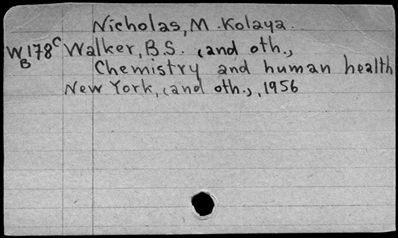 Nicholas, M. Kolaya.
W178c Walker, B.S. (and oth.,
B Chemistry and human health
New York, (and oth.,), 1956